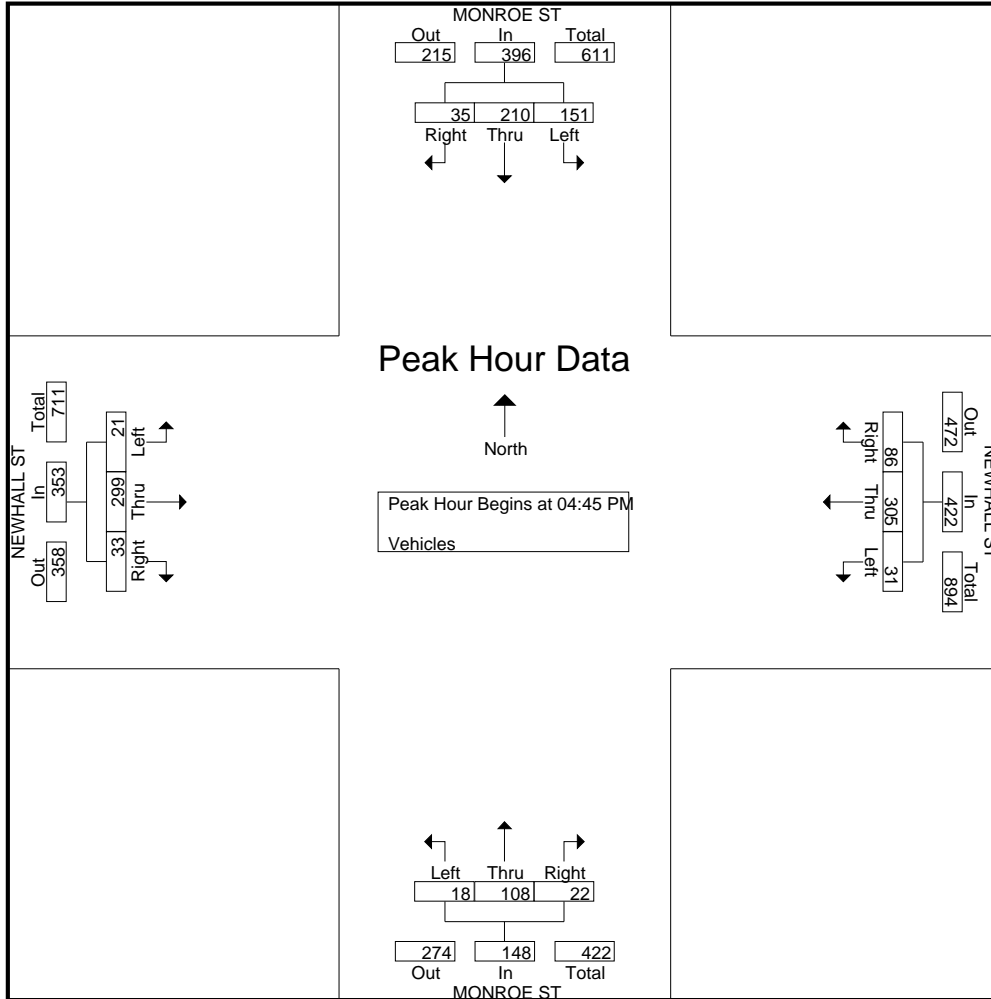 MONROE ST
Out In Total
215 396 611
35 210 151
Right Thru Left
Peak Hour Data
North
Peak Hour Begins at 04:45 PM
Vehicles
NEWHALL ST
Total In Out
711 353 358
21 299 33
Left Thru Right
NEWHALL ST
Out In Total
472 422 894
86 305 31
Right Thru Left
Left Thru Right
18 108 22
274 148 422
Out In Total
MONROE ST